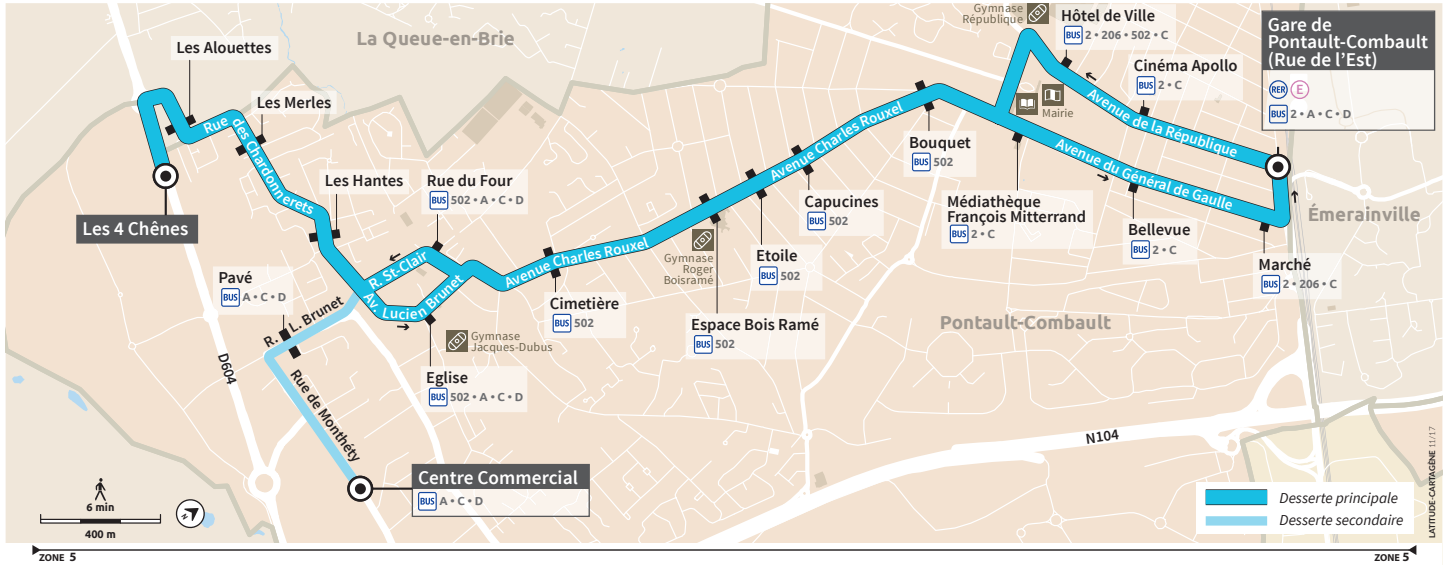 Gymnase
République
Hôtel de Ville
BUS 2 • 206 • 502 • C
Gare de
Pontault-Combault
(Rue de l'Est)
RER E
BUS 2 • A • C • D
La Queue-en-Brie
Les Alouettes
Cinéma Apollo
BUS 2 • C
Les Merles
Mairie
Rue des Chardonnerets
Avenue Charles Rouxel
Avenue de la République
Bouquet
BUS 502
Avenue du Général de Gaulle
Les Hantes
Rue du Four
BUS 502 • A • C • D
Capucines
BUS 502
Médiathèque
François Mitterrand
BUS 2 • C
Émerainville
Les 4 Chênes
Bellevue
BUS 2 • C
Gymnase
Roger
Boisramé
Etoile
BUS 502
Marché
BUS 2 • 206 • C
Pavé
BUS A • C • D
R. St-Clair
Avenue Charles Rouxel
Av. Lucien Brunet
Cimetière
BUS 502
R. L. Brunet
Espace Bois Ramé
BUS 502
Pontault-Combault
Gymnase
Jacques-Dubus
D604
Eglise
BUS 502 • A • C • D
Rue de Monthéty
N104
Centre Commercial
BUS A • C • D
6 min
400 m
N
Desserte principale
Desserte secondaire
LATITUDE-CARTAGÈNE 11/17
ZONE 5
ZONE 5